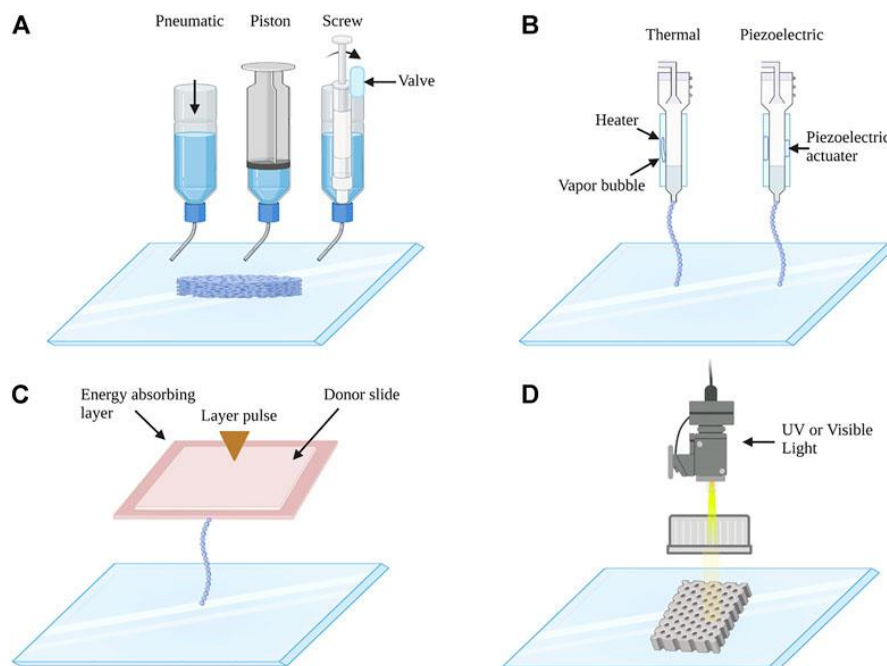 A
Pneumatic Piston Screw
Valve
B
Thermal Piezoelectric
Heater
Vapor bubble
Piezoelectric
actuater
C
Energy absorbing
layer
Layer pulse
Donor slide
D
UV or Visible
Light